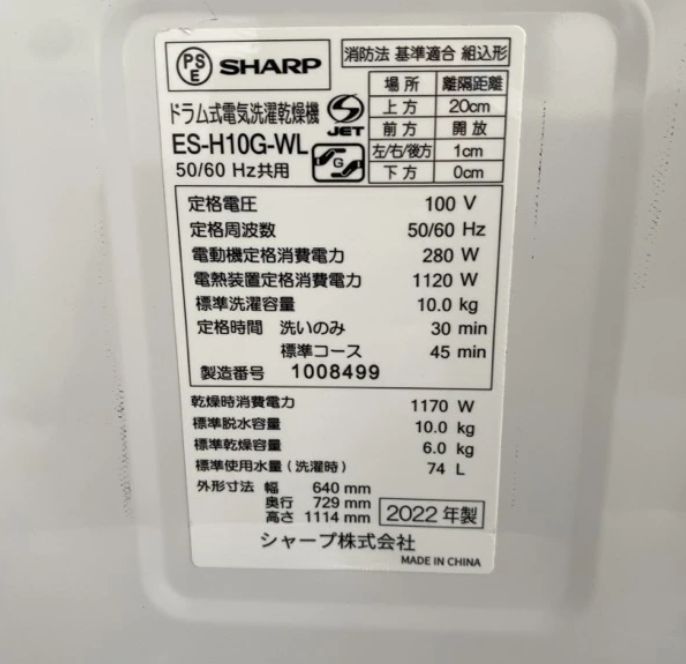 PSE SHARP
消防法 基準適合 組込形
場所 離隔距離
上方 20cm
前方 開放
左/右/後方 1cm
下方 0cm
ドラム式電気洗濯乾燥機
JET
ES-H10G-WL
50/60 Hz共用
G
定格電圧 100 V
定格周波数 50/60 Hz
電動機定格消費電力 280 W
電熱装置定格消費電力 1120 W
標準洗濯容量 10.0 kg
定格時間 洗いのみ 30 min
標準コース 45 min
製造番号 1008499
乾燥時消費電力 1170 W
標準脱水容量 10.0 kg
標準乾燥容量 6.0 kg
標準使用水量(洗濯時) 74 L
外形寸法 幅 640 mm
奥行 729 mm
高さ 1114 mm
2022年製
シャープ株式会社
MADE IN CHINA